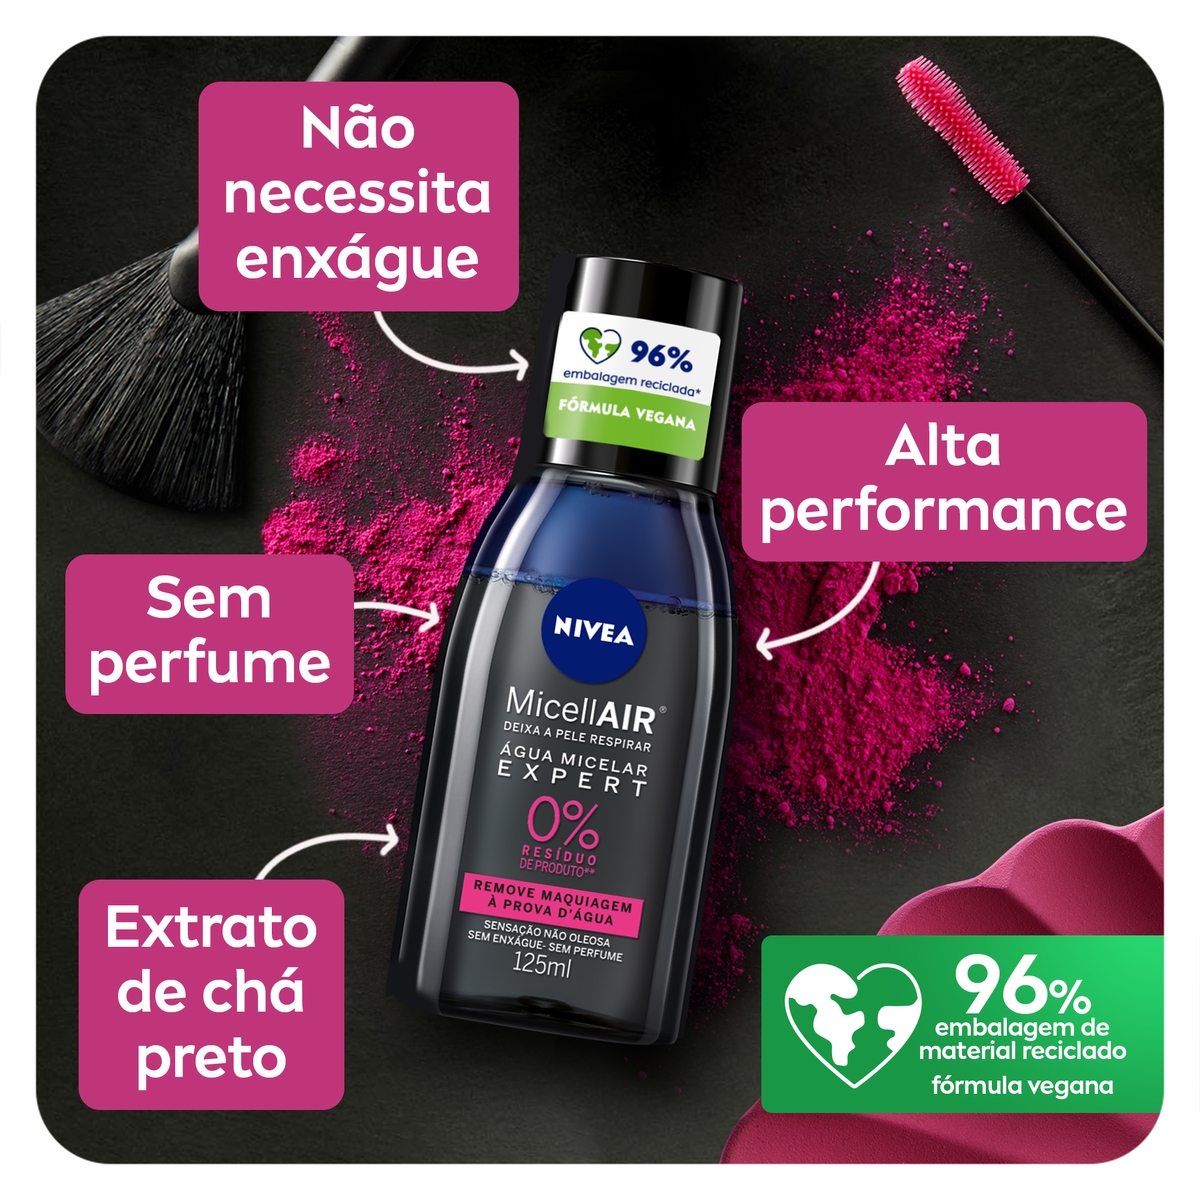 Não
necessita
enxágue
96%
embalagem reciclada*
FÓRMULA VEGANA
Alta
performance
Sem
perfume
NIVEA
MicellAIR®
DEIXA A PELE RESPIRAR
ÁGUA MICELAR
EXPERT
0%
RESÍDUO
DE PRODUTO**
REMOVE MAQUIAGEM
À PROVA D'ÁGUA
SENSAÇÃO NÃO OLEOSA
SEM ENXÁGUE- SEM PERFUME
125ml
Extrato
de chá
preto
96%
embalagem de
material reciclado
fórmula vegana